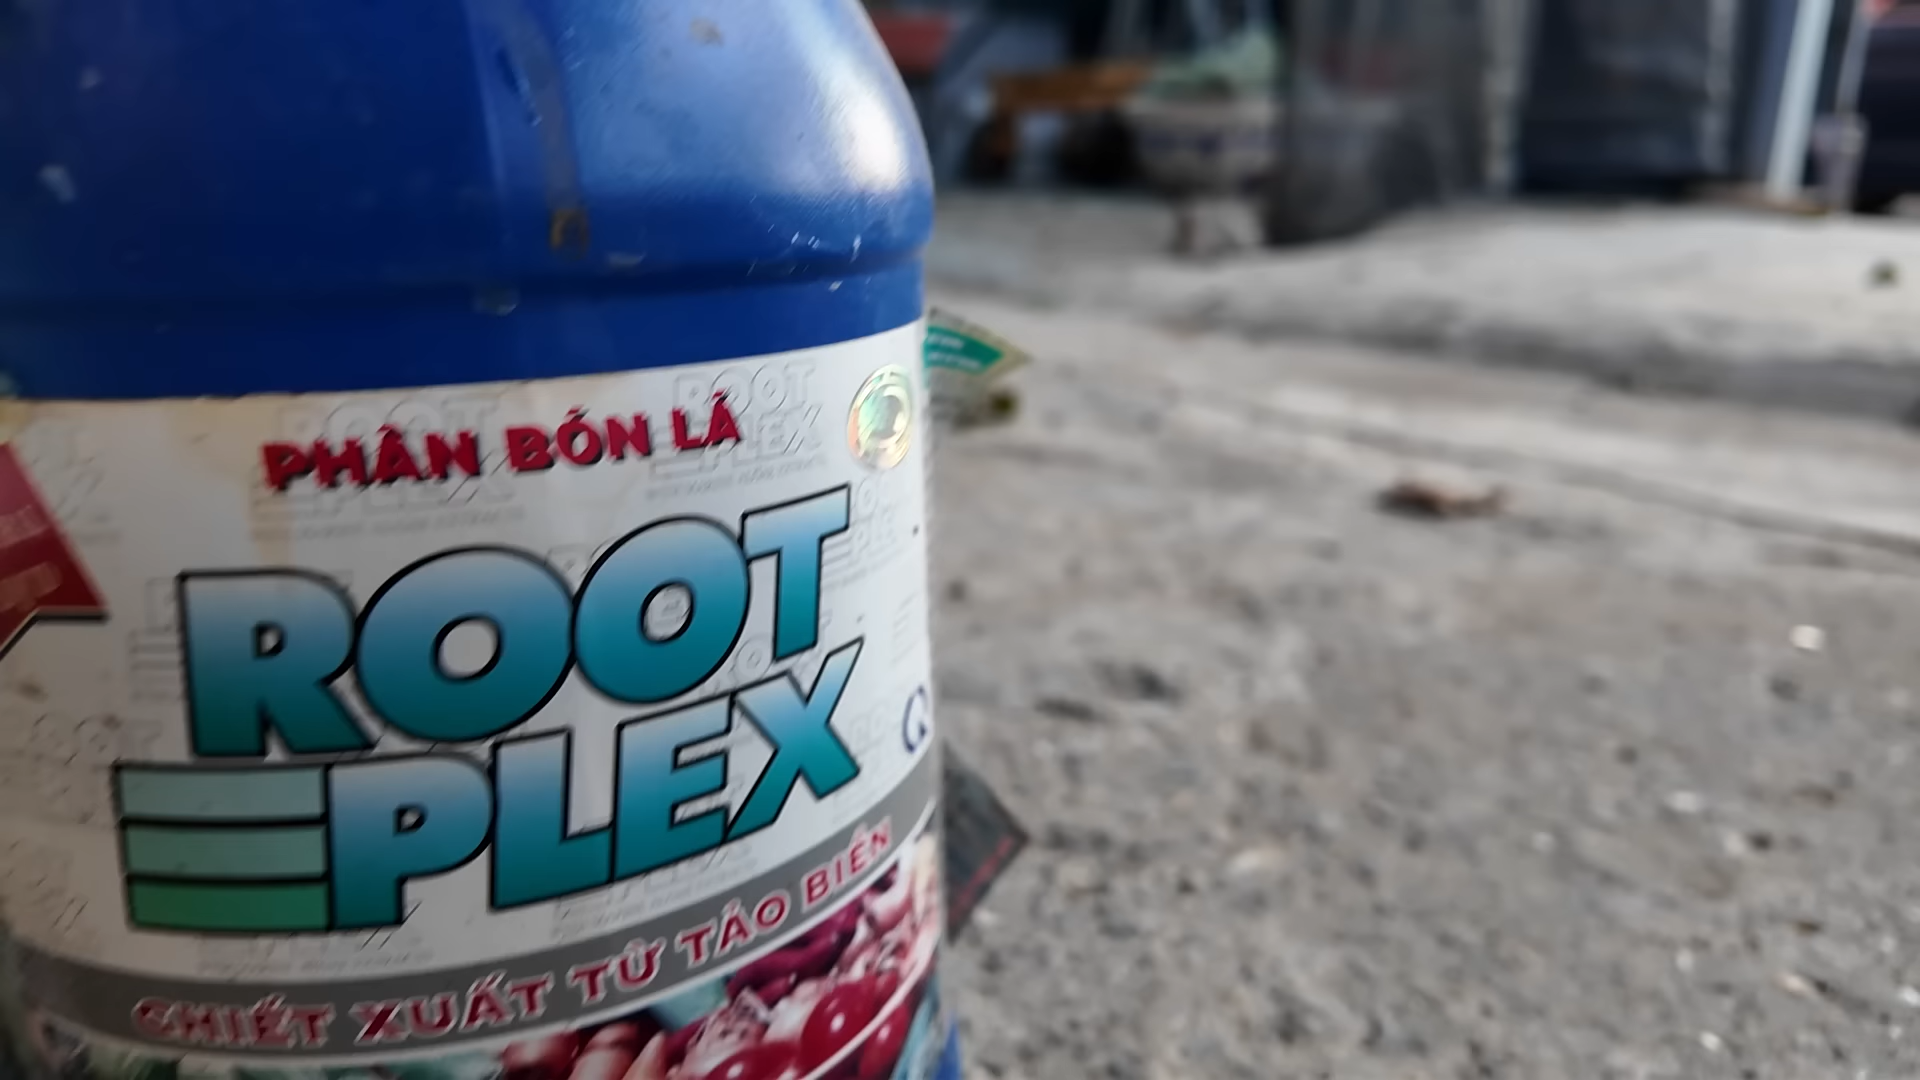 PHÂN BÓN LÁ
ROOT
PLEX
CHIẾT XUẤT TỪ TẢO BIỂN